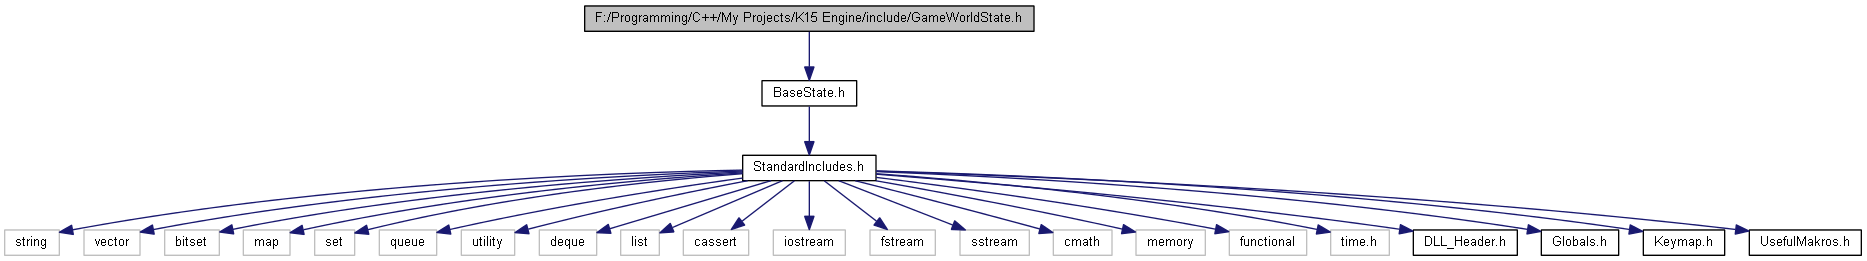 F:/Programming/C++/My Projects/K15 Engine/include/GameWorldState.h
BaseState.h
StandardIncludes.h
string
vector
bitset
map
set
queue
utility
deque
list
cassert
iostream
fstream
sstream
cmath
memory
functional
time.h
DLL_Header.h
Globals.h
Keymap.h
UsefulMakros.h